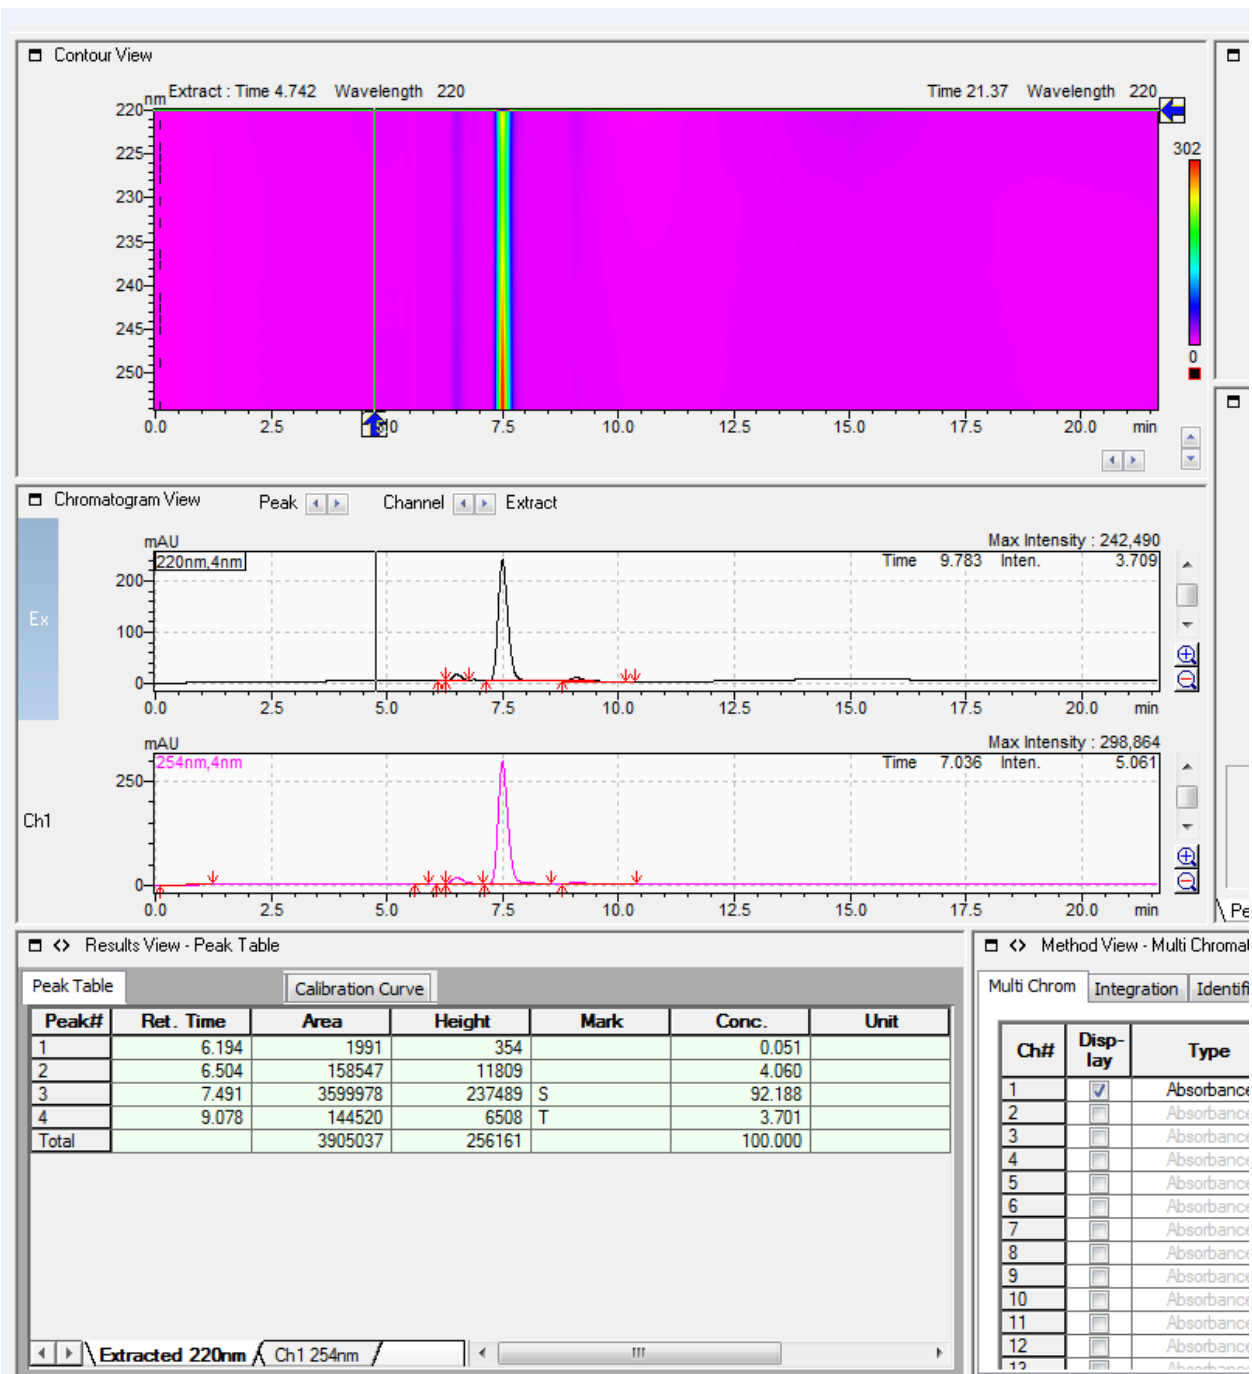 Contour View
nm Extract : Time 4.742 Wavelength 220 Time 21.37 Wavelength 220
220
225
230
235
240
245
250
302
0
0.0 2.5 5.0 7.5 10.0 12.5 15.0 17.5 20.0 min
Chromatogram View Peak Channel Extract
mAU Max Intensity : 242,490
220nm,4nm Time 9.783 Inten. 3.709
200
Ex
100
0
0.0 2.5 5.0 7.5 10.0 12.5 15.0 17.5 20.0 min
mAU Max Intensity : 298,864
254nm,4nm Time 7.036 Inten. 5.061
250
Ch1
0
0.0 2.5 5.0 7.5 10.0 12.5 15.0 17.5 20.0 min
Pe
Results View - Peak Table
Peak Table Calibration Curve
Peak# Ret. Time Area Height Mark Conc. Unit
1 6.194 1991 354 0.051
2 6.504 158547 11809 4.060
3 7.491 3599978 237489 S 92.188
4 9.078 144520 6508 T 3.701
Total 3905037 256161 100.000
Extracted 220nm Ch1 254nm
Method View - Multi Chromat
Multi Chrom Integration Identifi
Ch# Disp-lay Type
1 Absorbance
2 Absorbance
3 Absorbance
4 Absorbance
5 Absorbance
6 Absorbance
7 Absorbance
8 Absorbance
9 Absorbance
10 Absorbance
11 Absorbance
12 Absorbance
13 Absorbance